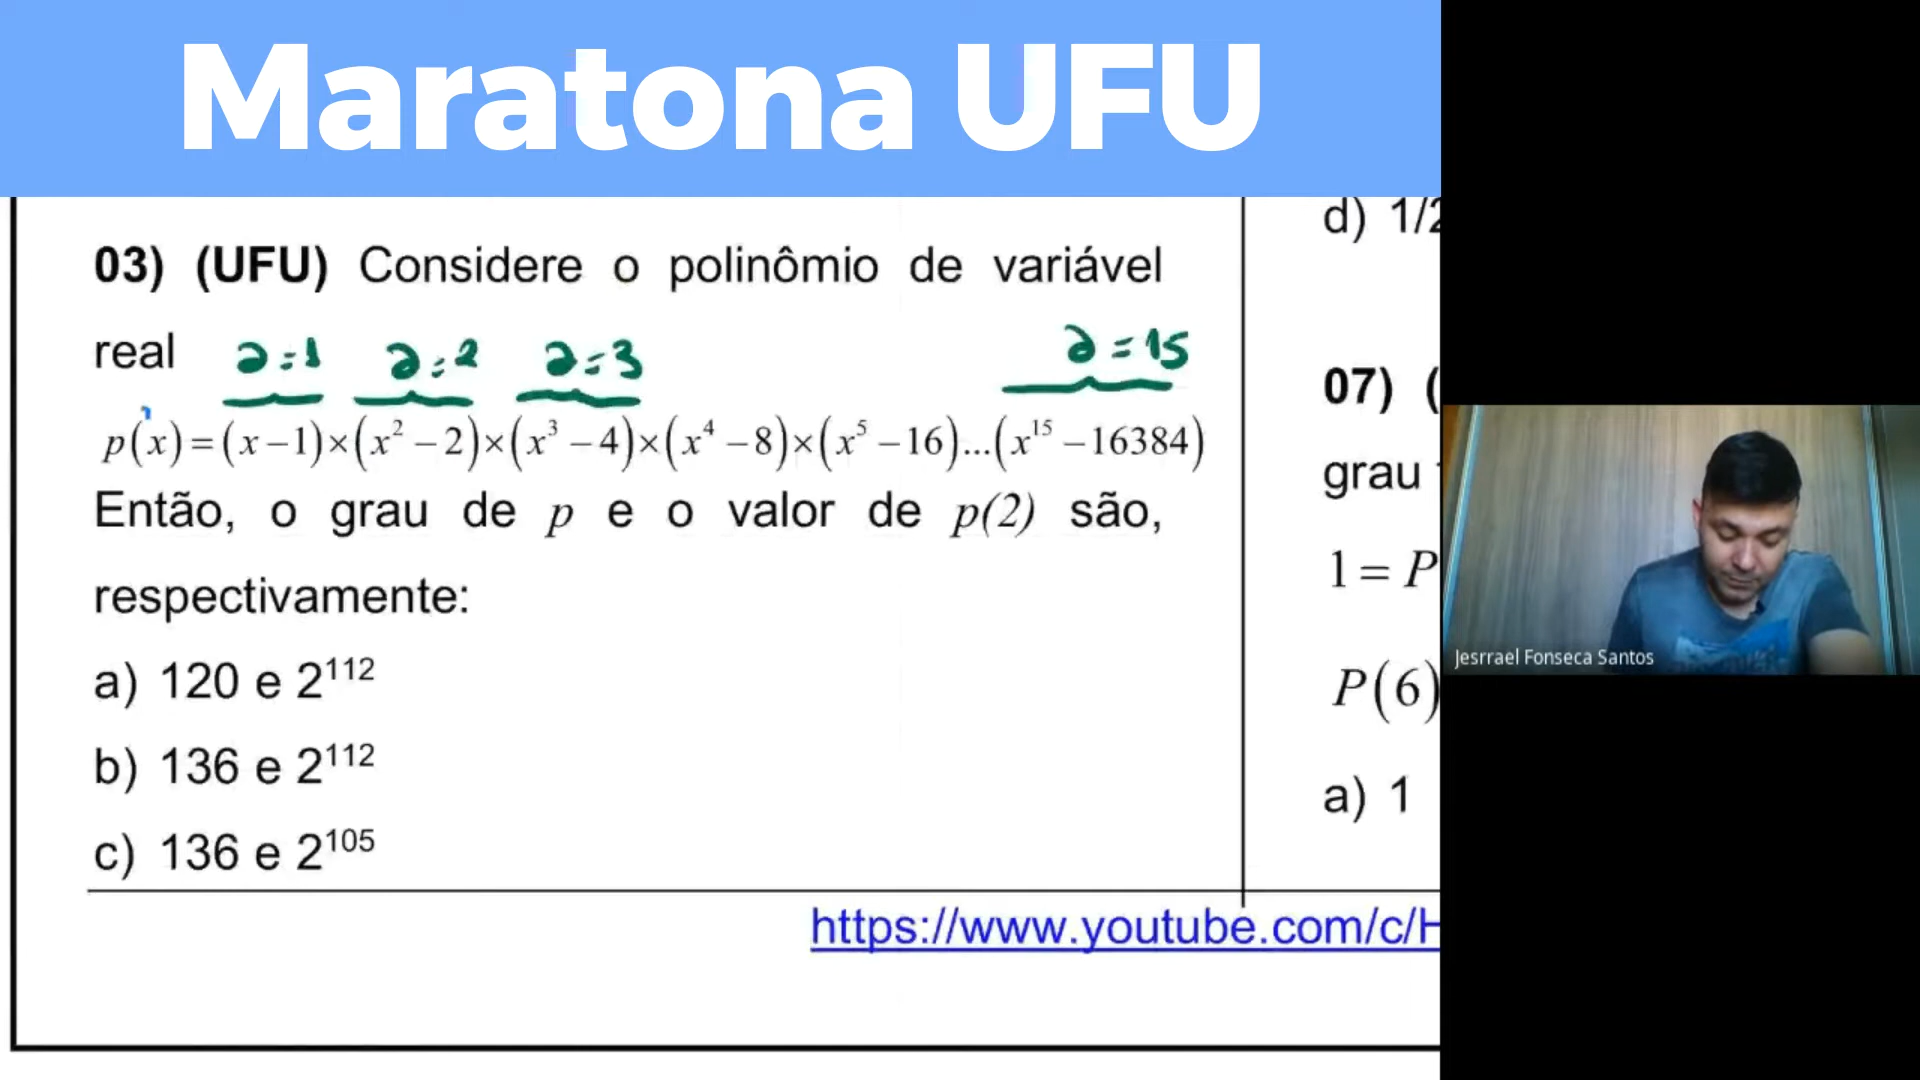 Maratona UFU
03) (UFU) Considere o polinômio de variável
real ∂=1 ∂=2 ∂=3 ∂=15
p(x)=(x−1)×(x²−2)×(x³−4)×(x⁴−8)×(x⁵−16)...(x¹⁵−16384)
Então, o grau de p e o valor de p(2) são,
respectivamente:
a) 120 e 2¹¹²
b) 136 e 2¹¹²
c) 136 e 2¹⁰⁵
d) 1/2
07) (
grau
1=P
P(6)
a) 1
https://www.youtube.com/c/H
Jesrrael Fonseca Santos